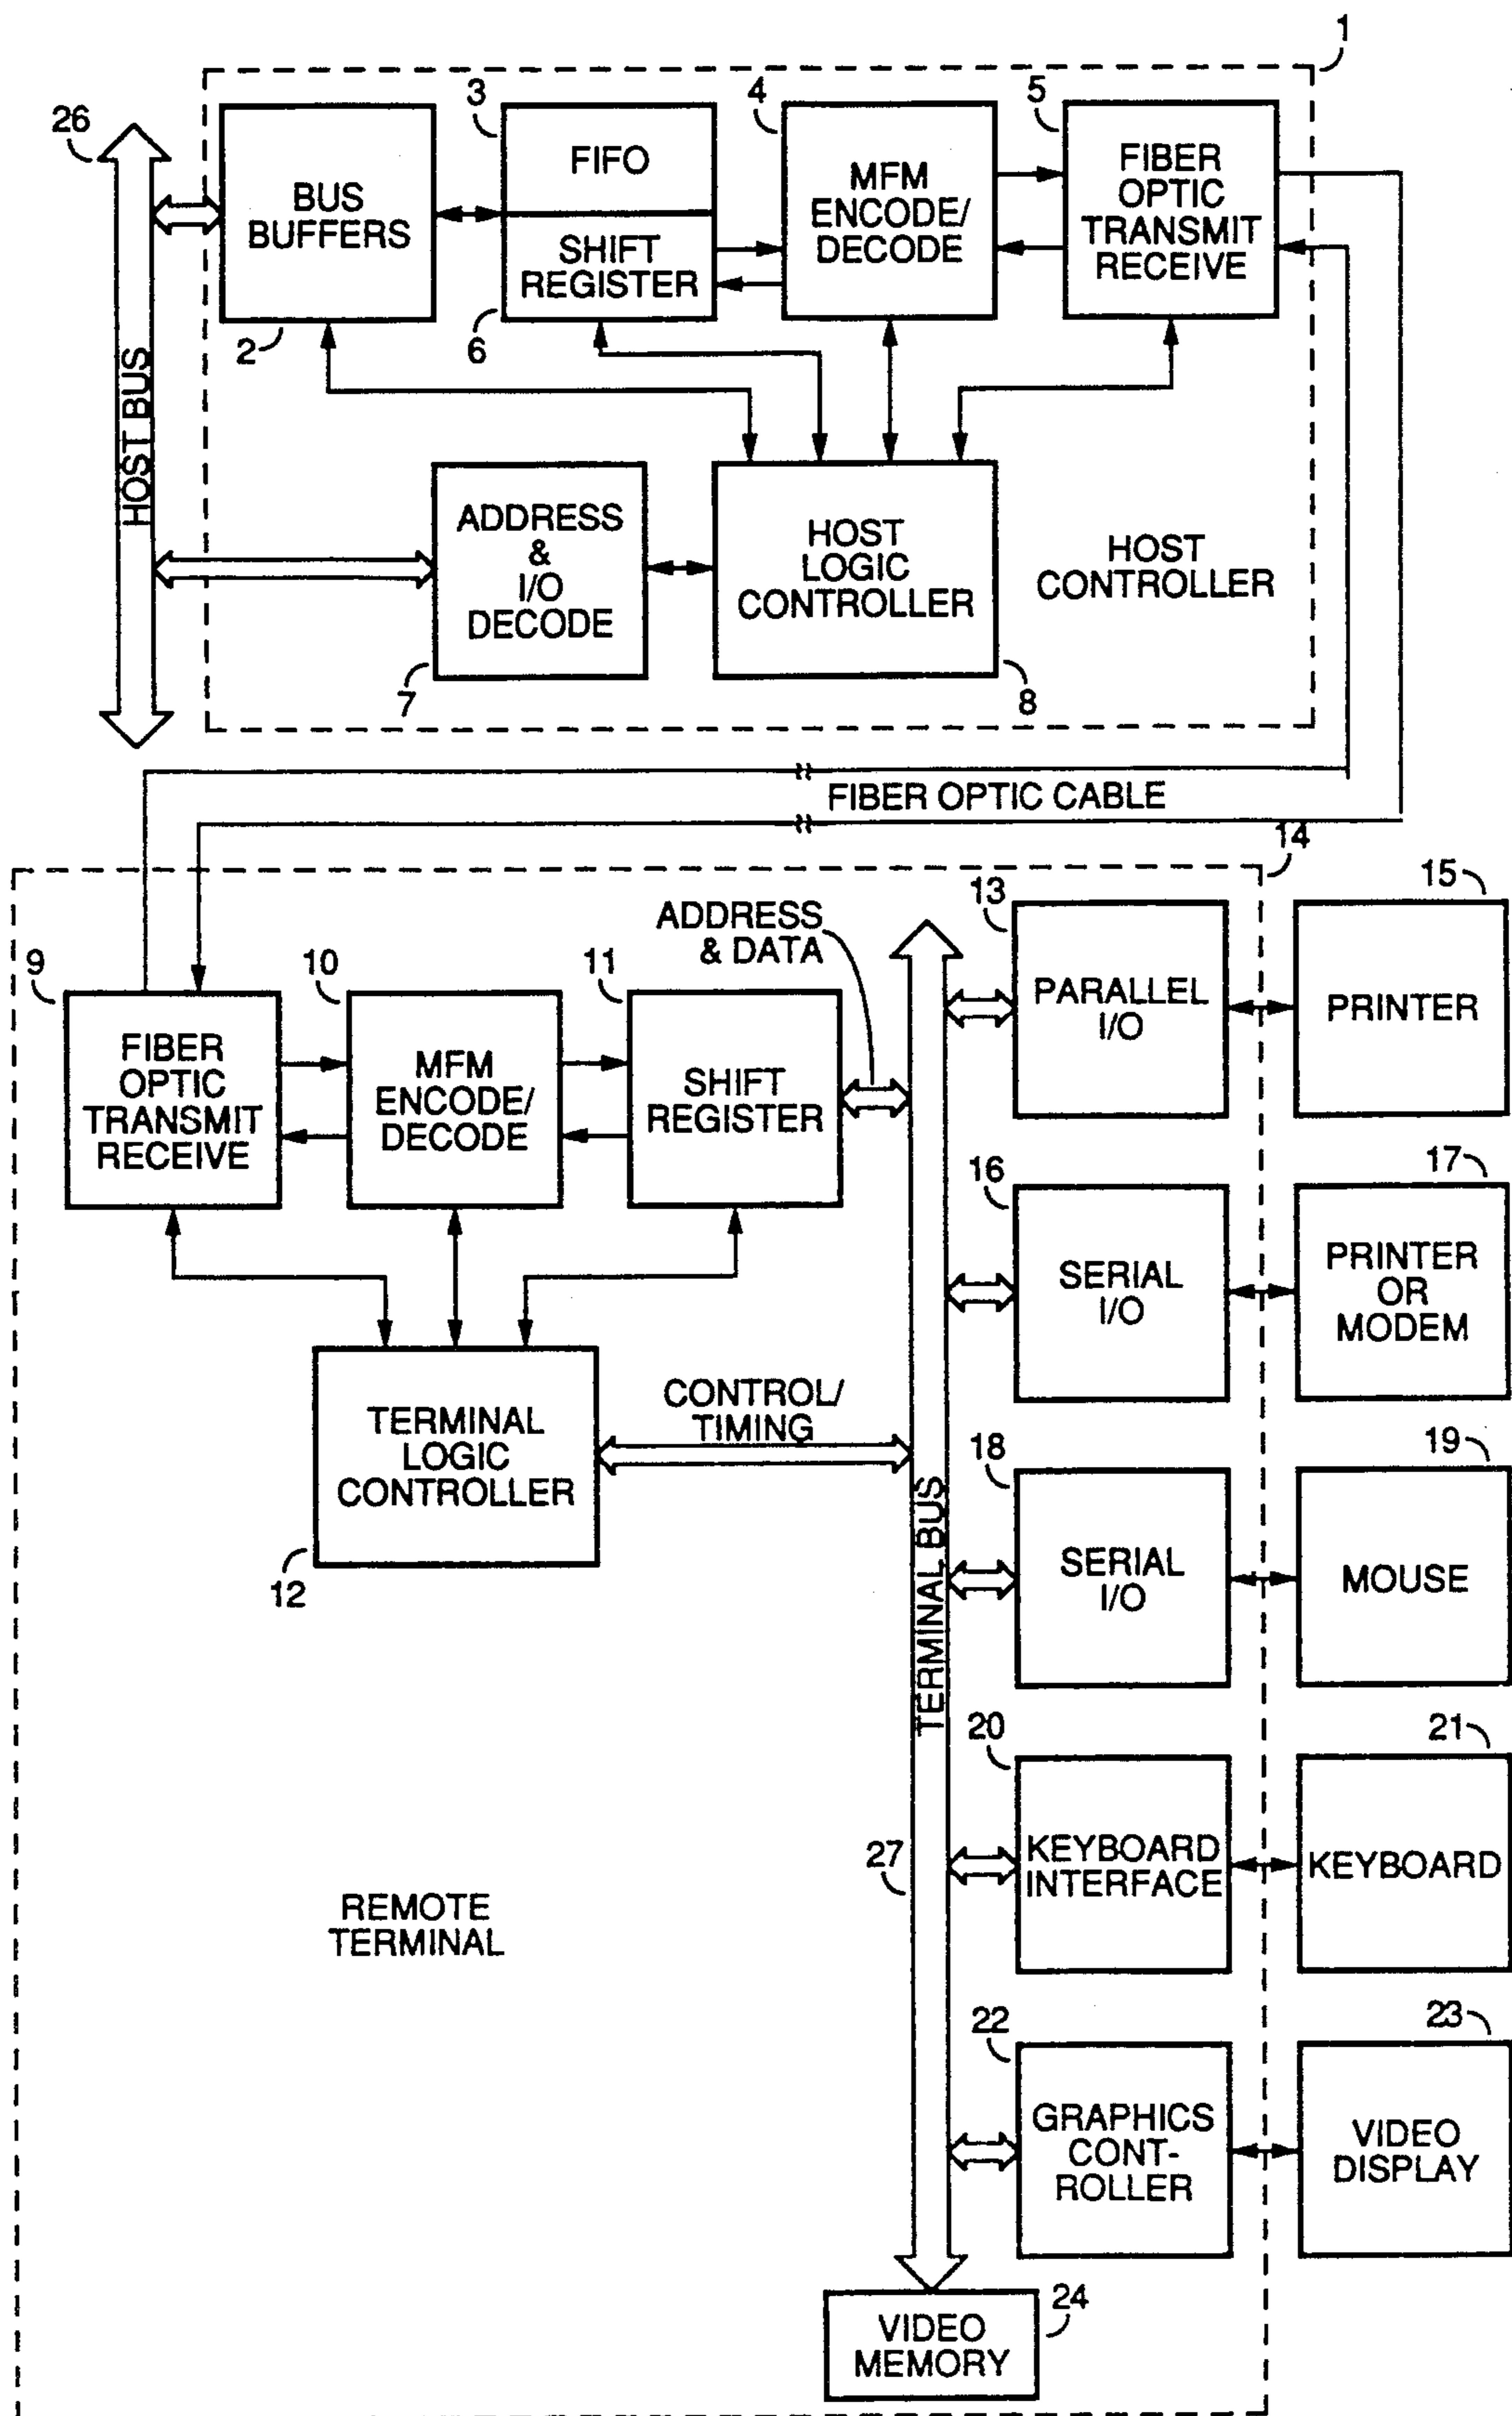 1
26
3
4
5
BUS
BUFFERS
FIFO
SHIFT
REGISTER
MFM
ENCODE/
DECODE
FIBER
OPTIC
TRANSMIT
RECEIVE
2
6
HOST BUS
ADDRESS
&
I/O
DECODE
HOST
LOGIC
CONTROLLER
HOST
CONTROLLER
7
8
FIBER OPTIC CABLE
14
9
10
11
ADDRESS
& DATA
13
15
FIBER
OPTIC
TRANSMIT
RECEIVE
MFM
ENCODE/
DECODE
SHIFT
REGISTER
PARALLEL
I/O
PRINTER
16
17
SERIAL
I/O
PRINTER
OR
MODEM
TERMINAL
LOGIC
CONTROLLER
CONTROL/
TIMING
12
18
19
TERMINAL BUS
SERIAL
I/O
MOUSE
20
21
27
KEYBOARD
INTERFACE
KEYBOARD
REMOTE
TERMINAL
22
23
GRAPHICS
CONT-
ROLLER
VIDEO
DISPLAY
24
VIDEO
MEMORY